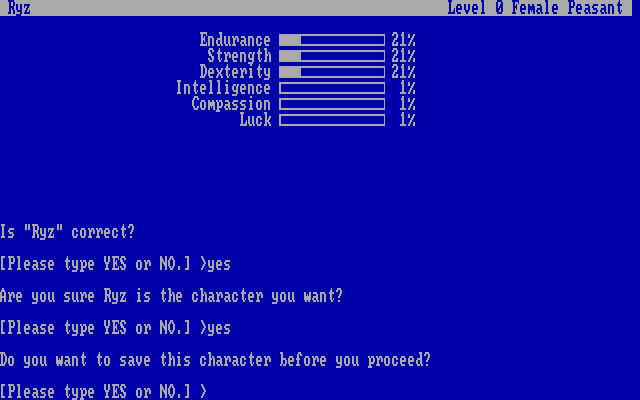 Ryz Level 0 Female Peasant
Endurance 21%
Strength 21%
Dexterity 21%
Intelligence 1%
Compassion 1%
Luck 1%
Is "Ryz" correct?
[Please type YES or NO.] >yes
Are you sure Ryz is the character you want?
[Please type YES or NO.] >yes
Do you want to save this character before you proceed?
[Please type YES or NO.] >